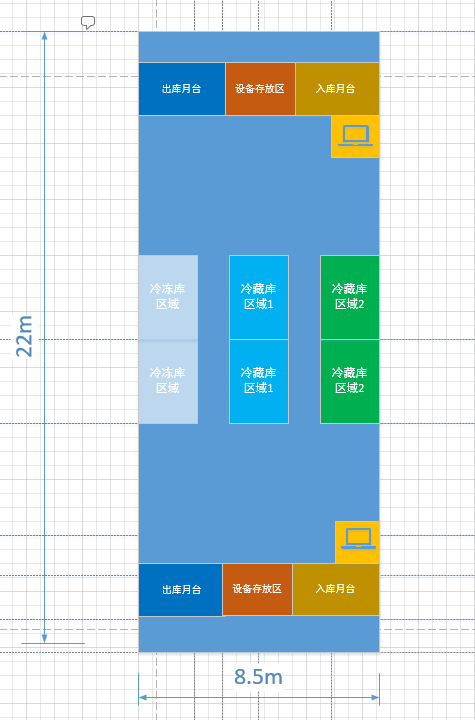 出库月台
设备存放区
入库月台
冷冻库
区域
冷藏库
区域1
冷藏库
区域2
22m
冷冻库
区域
冷藏库
区域1
冷藏库
区域2
出库月台
设备存放区
入库月台
8.5m